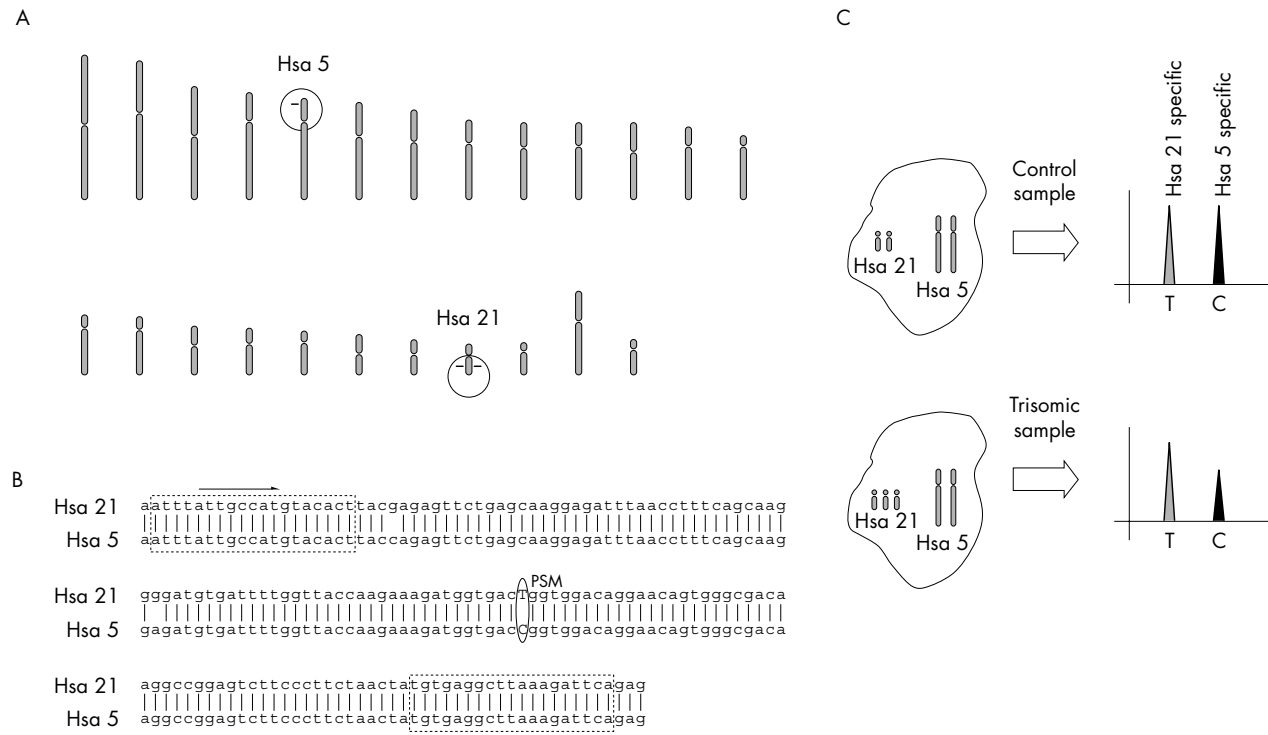 A
Hsa 5
Hsa 21
B
Hsa 21 aatttattgccatgtacacttacgagagttctgagcaaggagatttaacctttcagcaag
Hsa 5 aatttattgccatgtacacttaccagagttctgagcaaggagatttaacctttcagcaag
PSM
Hsa 21 gggatgtgattttggttaccaagaaagatggtgacTggtggacaggaacagtgggcgaca
Hsa 5 gagatgtgattttggttaccaagaaagatggtgacCggtggacaggaacagtgggcgaca
Hsa 21 aggccggagtcttcccttctaactatgtgaggcttaaagattcagag
Hsa 5 aggccggagtcttcccttctaactatgtgaggcttaaagattcagag
C
Hsa 21
Hsa 5
Control
sample
Hsa 21 specific
Hsa 5 specific
T C
Hsa 21
Hsa 5
Trisomic
sample
T C